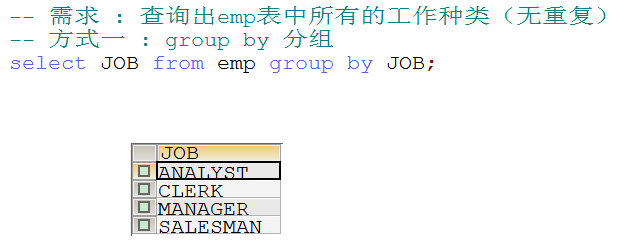 -- 需求 : 查询出emp表中所有的工作种类（无重复）
-- 方式一 : group by 分组
select JOB from emp group by JOB;
JOB
ANALYST
CLERK
MANAGER
SALESMAN